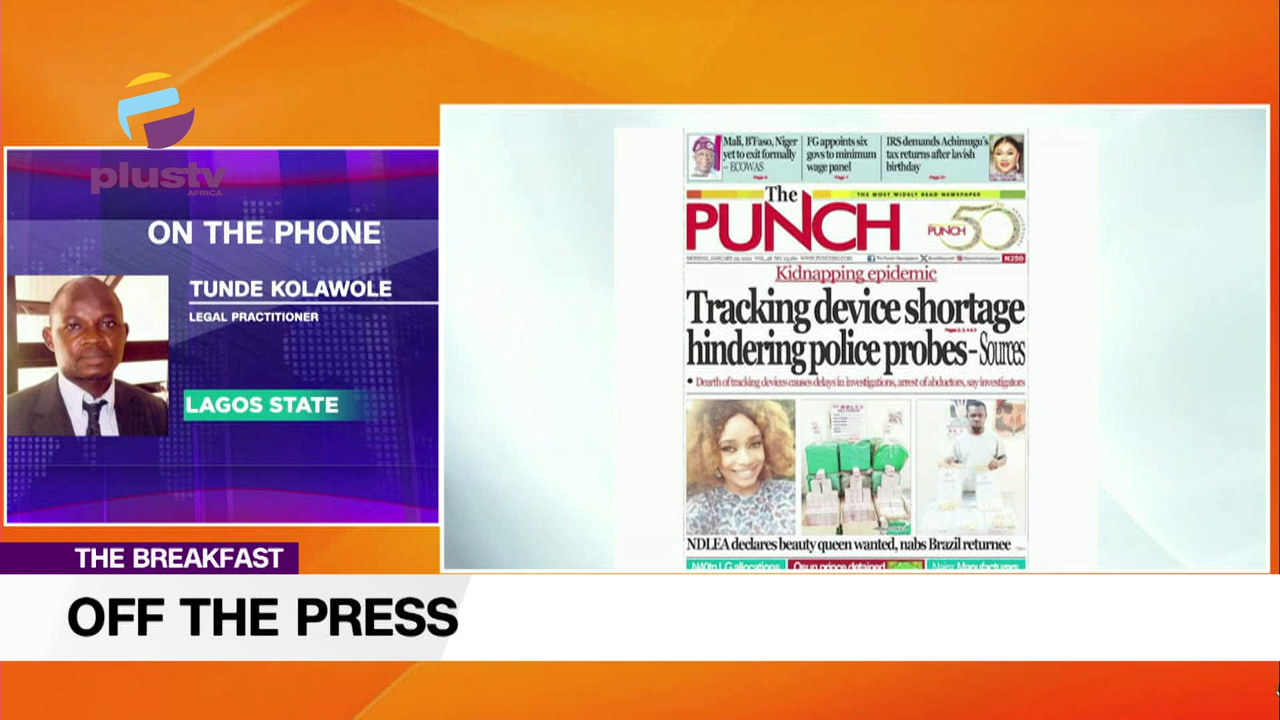 plustv
AFRICA
ON THE PHONE
TUNDE KOLAWOLE
LEGAL PRACTITIONER
LAGOS STATE
Mali, B'Faso, Niger
yet to exit formally
– ECOWAS
FG appoints six
govs to minimum
wage panel
IRS demands Achimugu's
tax returns after lavish
birthday
THE MOST WIDELY READ NEWSPAPER
The
PUNCH
PUNCH 50
N250
Kidnapping epidemic
Tracking device shortage
hindering police probes – Sources
• Dearth of tracking devices causes delays in investigations, arrest of abductors, say investigators
NDLEA declares beauty queen wanted, nabs Brazil returnee
THE BREAKFAST
OFF THE PRESS